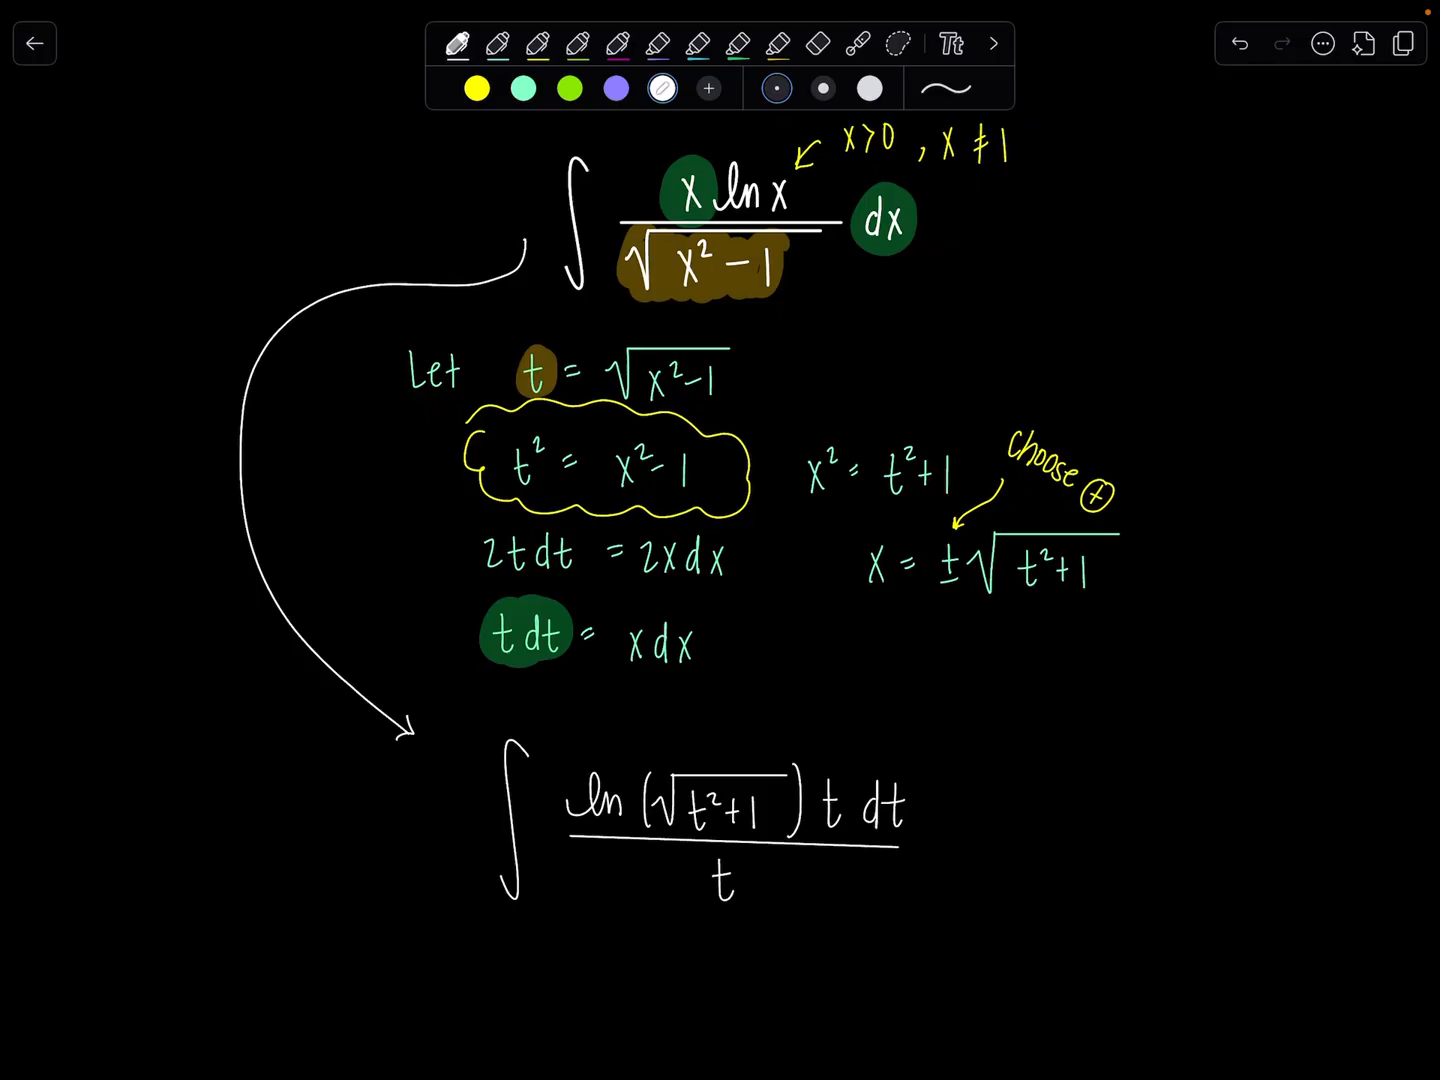 Tt
x>0 , x ≠ 1
∫ x ln x / √(x² − 1) dx
Let t = √(x²−1)
t² = x²−1
x² = t²+1
choose ⊕
2t dt = 2x dx
x = ±√(t²+1)
t dt = x dx
∫ ln(√(t²+1)) t dt / t